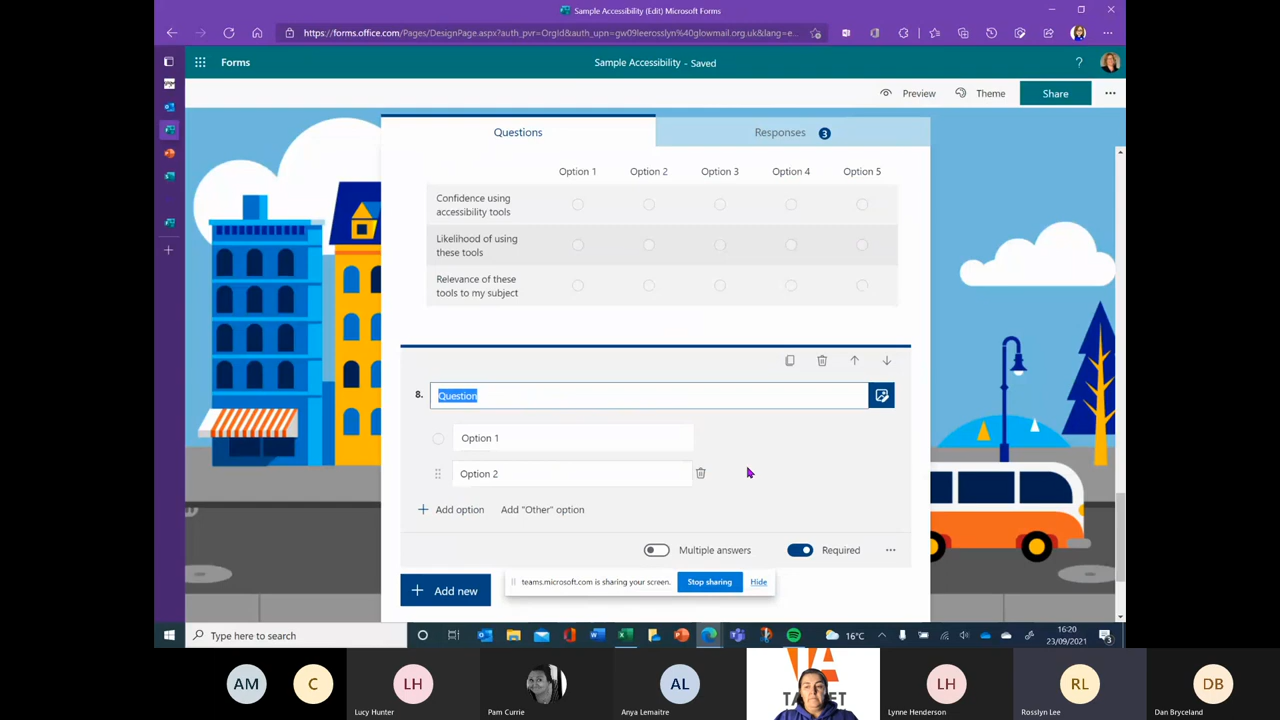 Sample Accessibility (Edit) Microsoft Forms
https://forms.office.com/Pages/DesignPage.aspx?auth_pvr=OrgId&auth_upn=gw09leerosslyn%40glowmail.org.uk&lang=e...
Forms
Sample Accessibility - Saved
?
Preview
Theme
Share
Questions
Responses 3
Option 1 Option 2 Option 3 Option 4 Option 5
Confidence using
accessibility tools
Likelihood of using
these tools
Relevance of these
tools to my subject
8. Question
Option 1
Option 2
Add option Add "Other" option
Multiple answers Required
Add new
teams.microsoft.com is sharing your screen. Stop sharing Hide
Type here to search
16°C
16:20
23/09/2021
3
AM
C
LH
Lucy Hunter
Pam Currie
AL
Anya Lemaitre
TARGET
LH
Lynne Henderson
RL
Rosslyn Lee
DB
Dan Bryceland